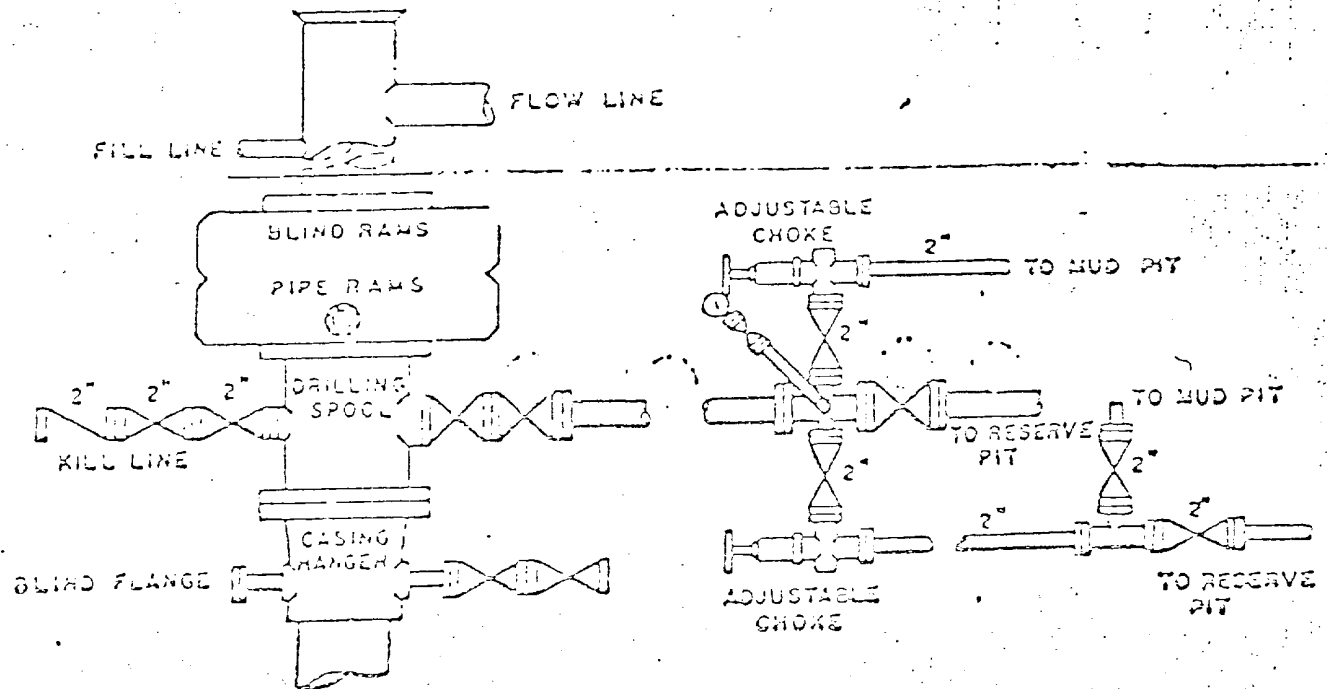 FLOW LINE
FILL LINE
BLIND RAMS
PIPE RAMS
2" 2" 2"
DRILLING
SPOOL
KILL LINE
CASING
HANGER
BLIND FLANGE
ADJUSTABLE
CHOKE
2"
TO MUD PIT
2"
TO RESERVE
PIT
2"
ADJUSTABLE
CHOKE
TO MUD PIT
2"
2"
2"
TO RESERVE
PIT